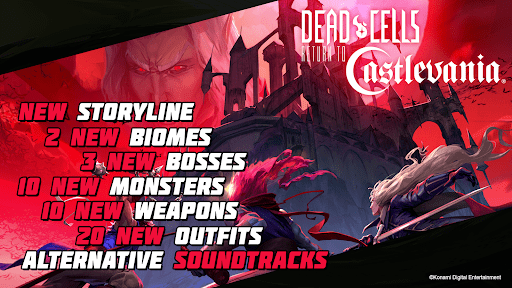 DEAD CELLS
RETURN TO
Castlevania®
NEW STORYLINE
2 NEW BIOMES
3 NEW BOSSES
10 NEW MONSTERS
10 NEW WEAPONS
20 NEW OUTFITS
ALTERNATIVE SOUNDTRACKS
©Konami Digital Entertainment